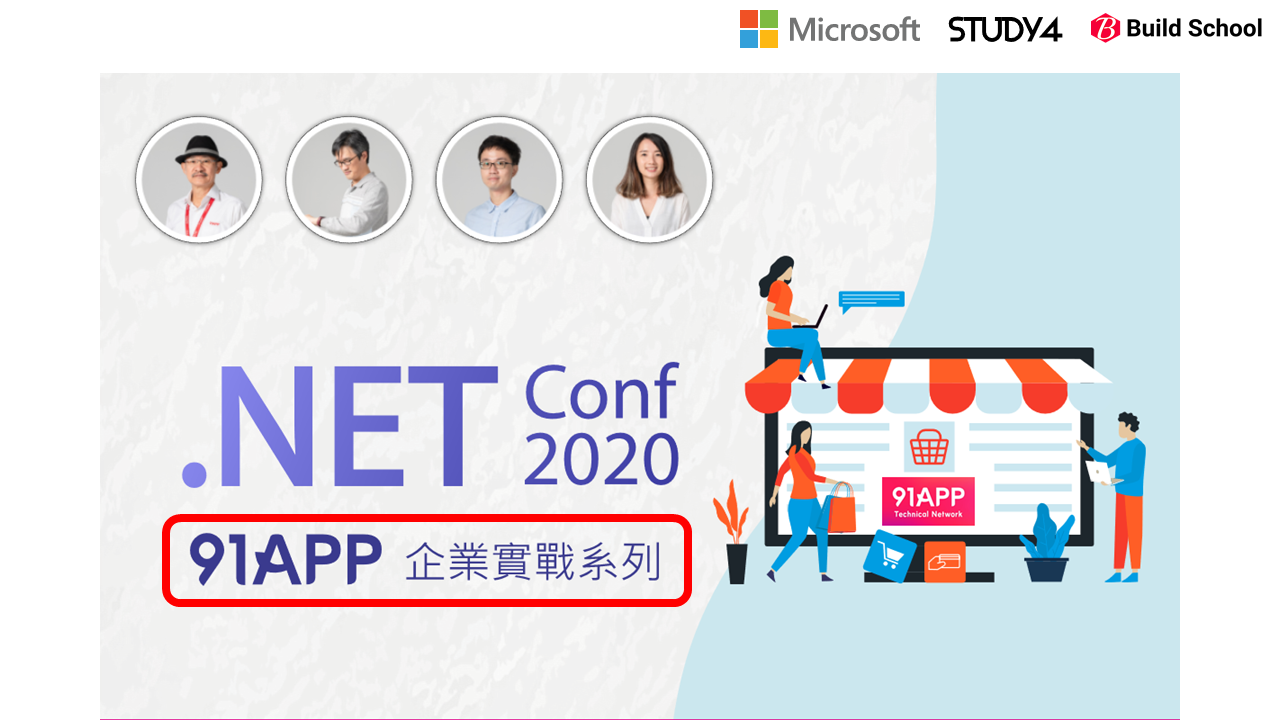 Microsoft STUDY4 Build School
.NET Conf 2020
91APP 企業實戰系列
91APP
Technical Network